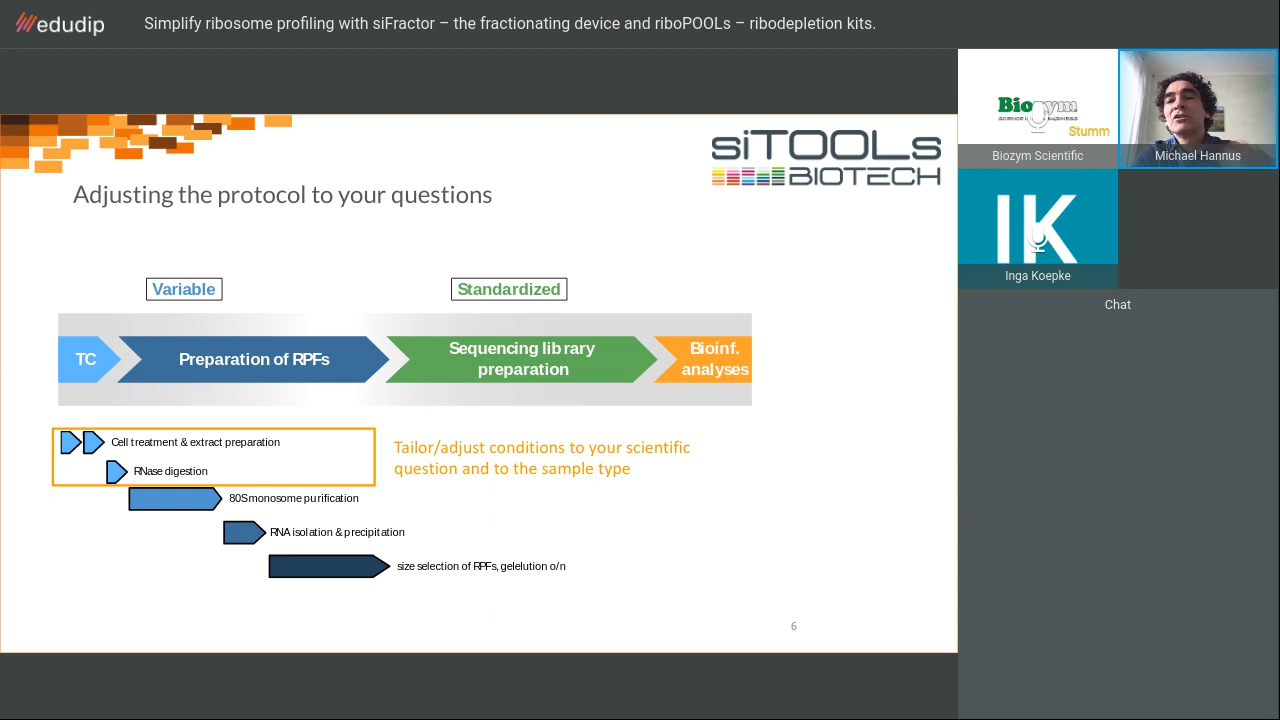 edudip
Simplify ribosome profiling with siFractor – the fractionating device and riboPOOLs – ribodepletion kits.
siTOOLs
BIOTECH
Adjusting the protocol to your questions
Variable
Standardized
TC
Preparation of RPFs
Sequencing library
preparation
Bioinf.
analyses
Cell treatment & extract preparation
RNase digestion
80S monosome purification
RNA isolation & precipitation
size selection of RPFs, gelelution o/n
Tailor/adjust conditions to your scientific
question and to the sample type
6
Biozym
Stumm
Biozym Scientific
Michael Hannus
IK
Inga Koepke
Chat